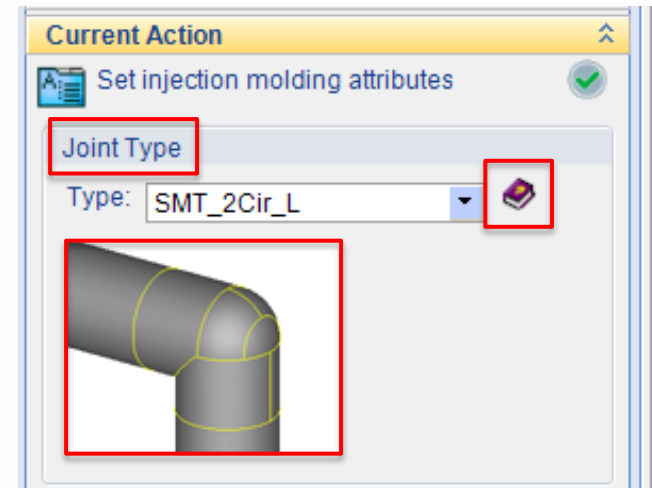 Current Action
Set injection molding attributes
Joint Type
Type: SMT_2Cir_L